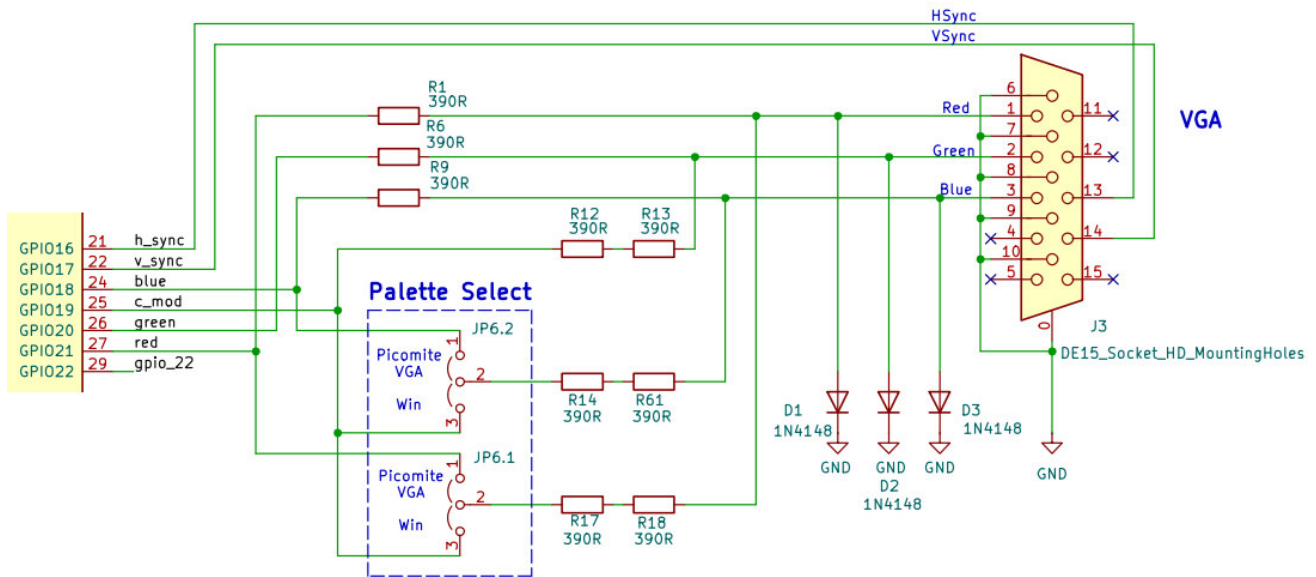 HSync
VSync
R1
390R
R6
390R
R9
390R
Red
Green
Blue
6
1
7
2
8
3
9
4
10
5
11
12
13
14
15
0
VGA
J3
DE15_Socket_HD_MountingHoles
GND
R12
390R
R13
390R
GPIO16 21 h_sync
GPIO17 22 v_sync
GPIO18 24 blue
GPIO19 25 c_mod
GPIO20 26 green
GPIO21 27 red
GPIO22 29 gpio_22
Palette Select
JP6.2
1
Picomite
VGA
2
Win
3
R14
390R
R61
390R
JP6.1
1
Picomite
VGA
2
Win
3
R17
390R
R18
390R
D1
1N4148
GND
GND
D2
1N4148
D3
1N4148
GND